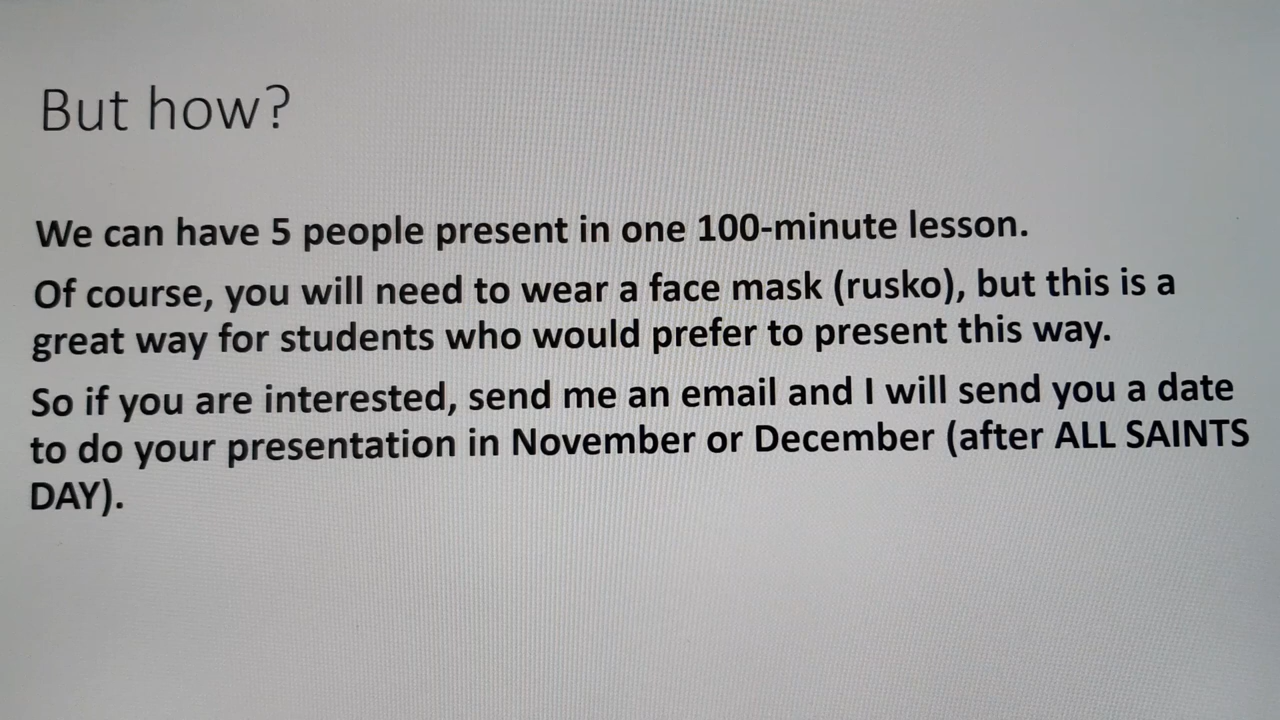 But how?
We can have 5 people present in one 100-minute lesson.
Of course, you will need to wear a face mask (rusko), but this is a
great way for students who would prefer to present this way.
So if you are interested, send me an email and I will send you a date
to do your presentation in November or December (after ALL SAINTS
DAY).